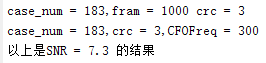 case_num = 183,fram = 1000 crc = 3
case_num = 183,crc = 3,CFOFreq = 300
以上是SNR = 7.3 的结果